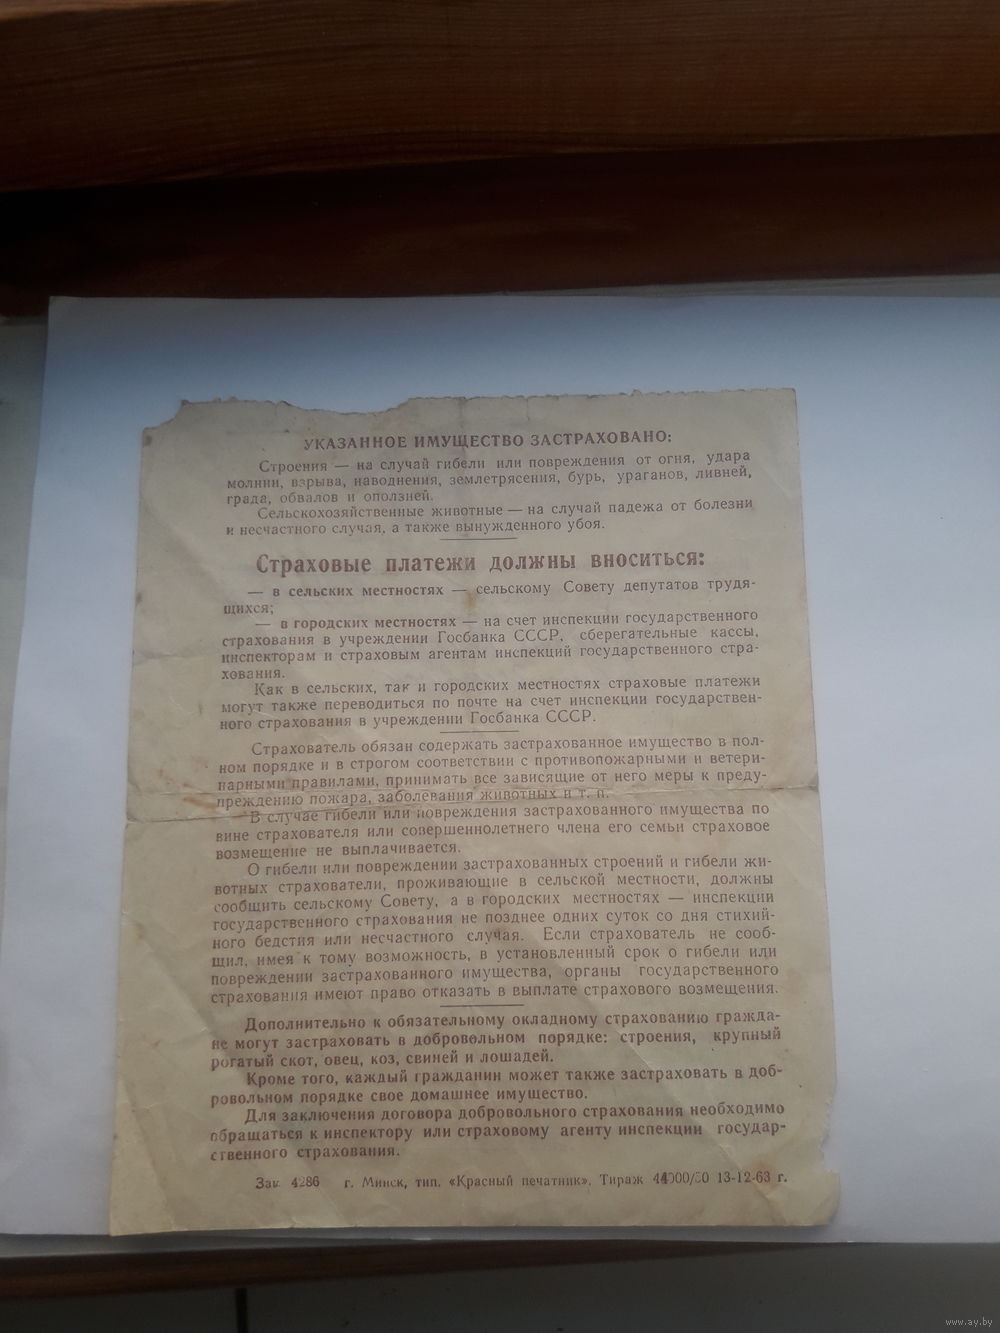 УКАЗАННОЕ ИМУЩЕСТВО ЗАСТРАХОВАНО:
Строения — на случай гибели или повреждения от огня, удара
молнии, взрыва, наводнения, землетрясения, бурь, ураганов, ливней,
града, обвалов и оползней.
Сельскохозяйственные животные — на случай падежа от болезни
и несчастного случая, а также вынужденного убоя.
Страховые платежи должны вноситься:
— в сельских местностях — сельскому Совету депутатов трудя-
щихся;
— в городских местностях — на счет инспекции государственного
страхования в учреждении Госбанка СССР, сберегательные кассы,
инспекторам и страховым агентам инспекций государственного стра-
хования.
Как в сельских, так и городских местностях страховые платежи
могут также переводиться по почте на счет инспекции государствен-
ного страхования в учреждении Госбанка СССР.
Страхователь обязан содержать застрахованное имущество в пол-
ном порядке и в строгом соответствии с противопожарными и ветери-
нарными правилами, принимать все зависящие от него меры к преду-
преждению пожара, заболевания животных и т. п.
В случае гибели или повреждения застрахованного имущества по
вине страхователя или совершеннолетнего члена его семьи страховое
возмещение не выплачивается.
О гибели или повреждении застрахованных строений и гибели жи-
вотных страхователи, проживающие в сельской местности, должны
сообщить сельскому Совету, а в городских местностях — инспекции
государственного страхования не позднее одних суток со дня стихий-
ного бедствия или несчастного случая. Если страхователь не сооб-
щил, имея к тому возможность, в установленный срок о гибели или
повреждении застрахованного имущества, органы государственного
страхования имеют право отказать в выплате страхового возмещения.
Дополнительно к обязательному окладному страхованию гражда-
не могут застраховать в добровольном порядке: строения, крупный
рогатый скот, овец, коз, свиней и лошадей.
Кроме того, каждый гражданин может также застраховать в доб-
ровольном порядке свое домашнее имущество.
Для заключения договора добровольного страхования необходимо
обращаться к инспектору или страховому агенту инспекции государ-
ственного страхования.
Зак. 4286 г. Минск, тип. «Красный печатник». Тираж 13-12-63 г.
www.ay.by